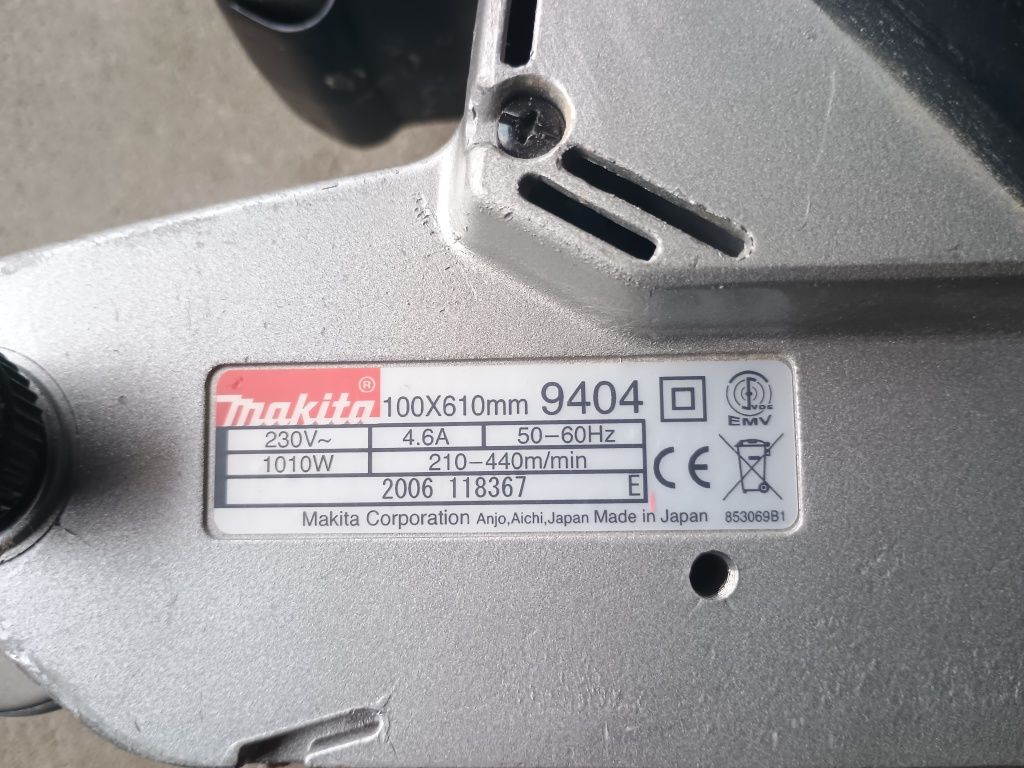 makita® 100X610mm 9404
VDE
EMV
230V~ 4.6A 50-60Hz
1010W 210-440m/min
CE
2006 118367 E
Makita Corporation Anjo,Aichi,Japan Made in Japan 853069B1